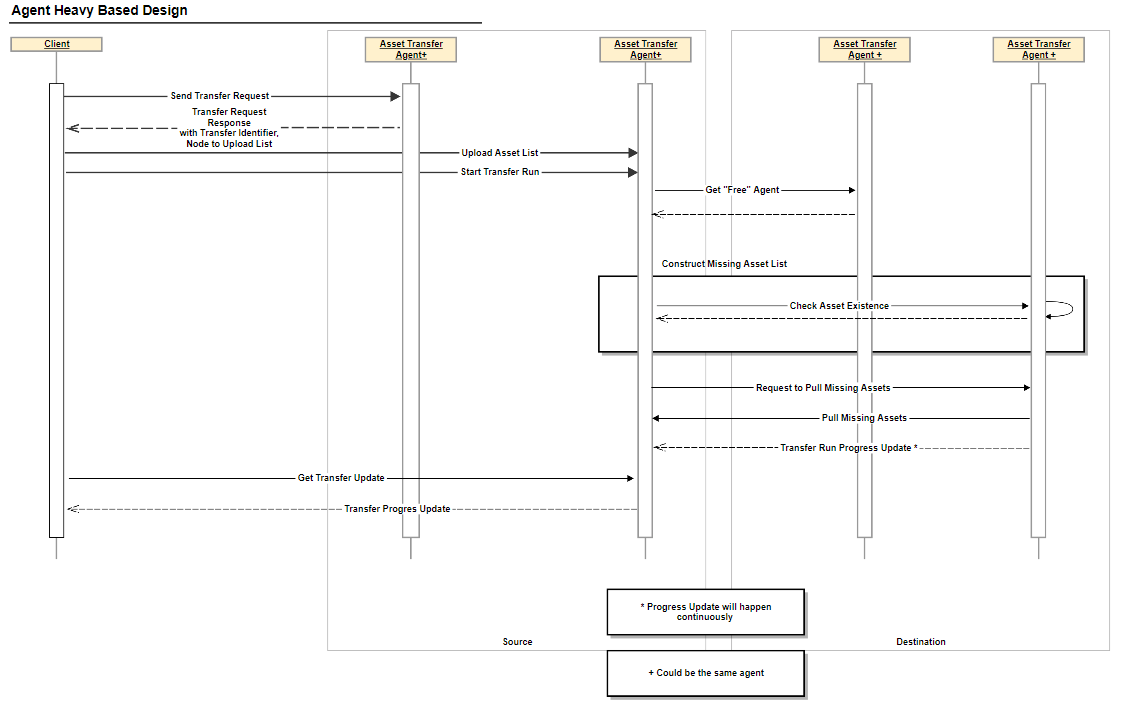 Agent Heavy Based Design
Client
Asset Transfer
Agent+
Asset Transfer
Agent+
Asset Transfer
Agent +
Asset Transfer
Agent +
Send Transfer Request
Transfer Request
Response
with Transfer Identifier,
Node to Upload List
Upload Asset List
Start Transfer Run
Get "Free" Agent
Construct Missing Asset List
Check Asset Existence
Request to Pull Missing Assets
Pull Missing Assets
Transfer Run Progress Update *
Get Transfer Update
Transfer Progres Update
* Progress Update will happen
continuously
Source
Destination
+ Could be the same agent